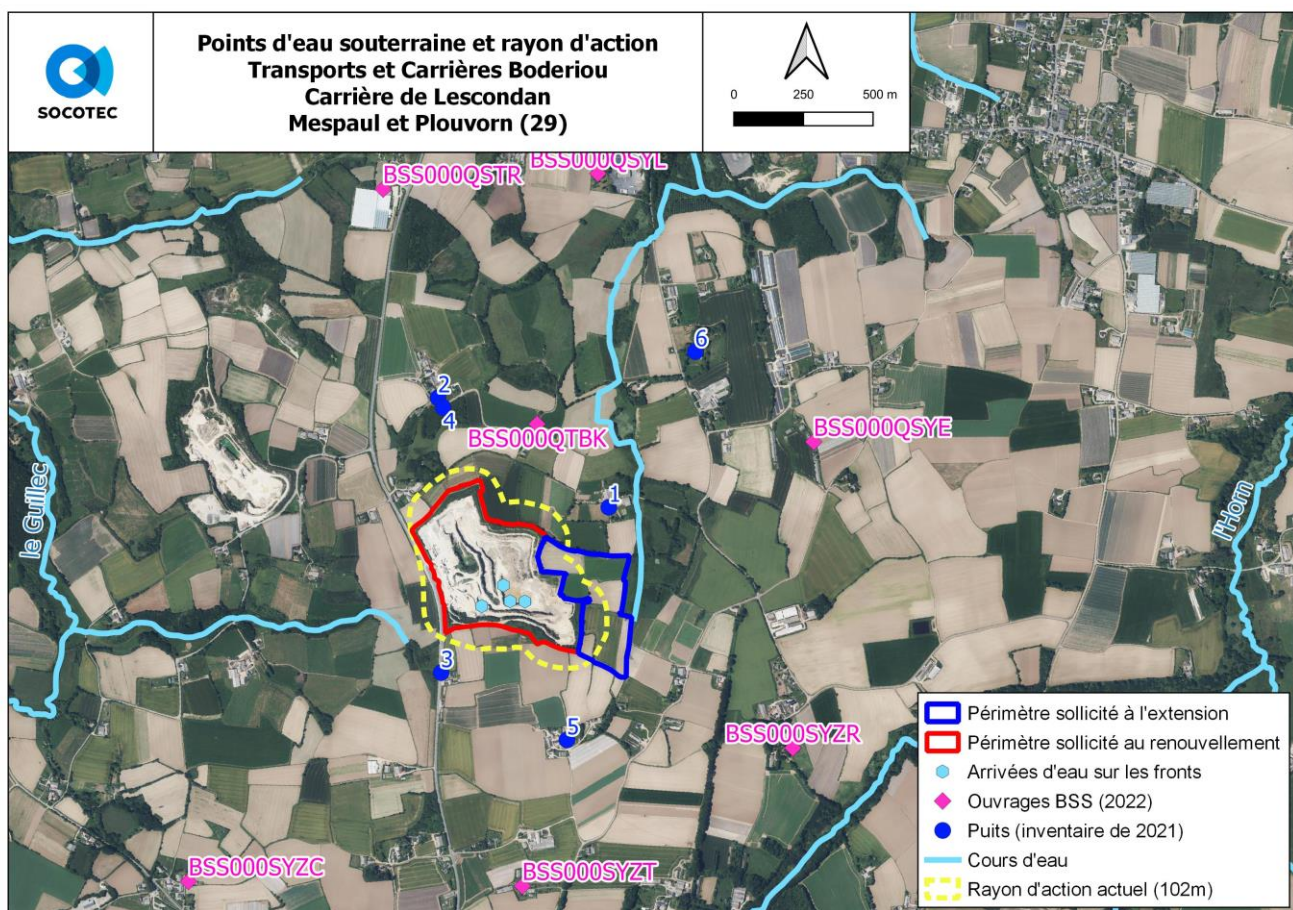 SOCOTEC
Points d'eau souterraine et rayon d'action
Transports et Carrières Boderiou
Carrière de Lescondan
Mespaul et Plouvorn (29)
0 250 500 m
BSS000QSYL
BSS000QSTR
6
2
4
BSS000QTBK
BSS000QSYE
1
le Guillec
l'Horn
3
5
BSS000SYZR
BSS000SYZC
BSS000SYZT
Périmètre sollicité à l'extension
Périmètre sollicité au renouvellement
Arrivées d'eau sur les fronts
Ouvrages BSS (2022)
Puits (inventaire de 2021)
Cours d'eau
Rayon d'action actuel (102m)